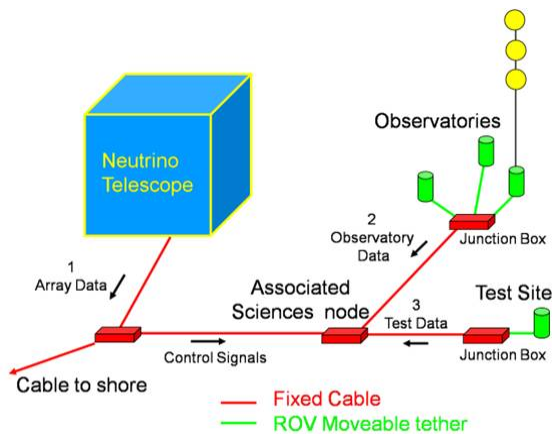 Observatories
Neutrino
Telescope
2
Observatory
Data
Junction Box
1
Array Data
Associated
Sciences node
3
Test Data
Test Site
Control Signals
Junction Box
Cable to shore
Fixed Cable
ROV Moveable tether